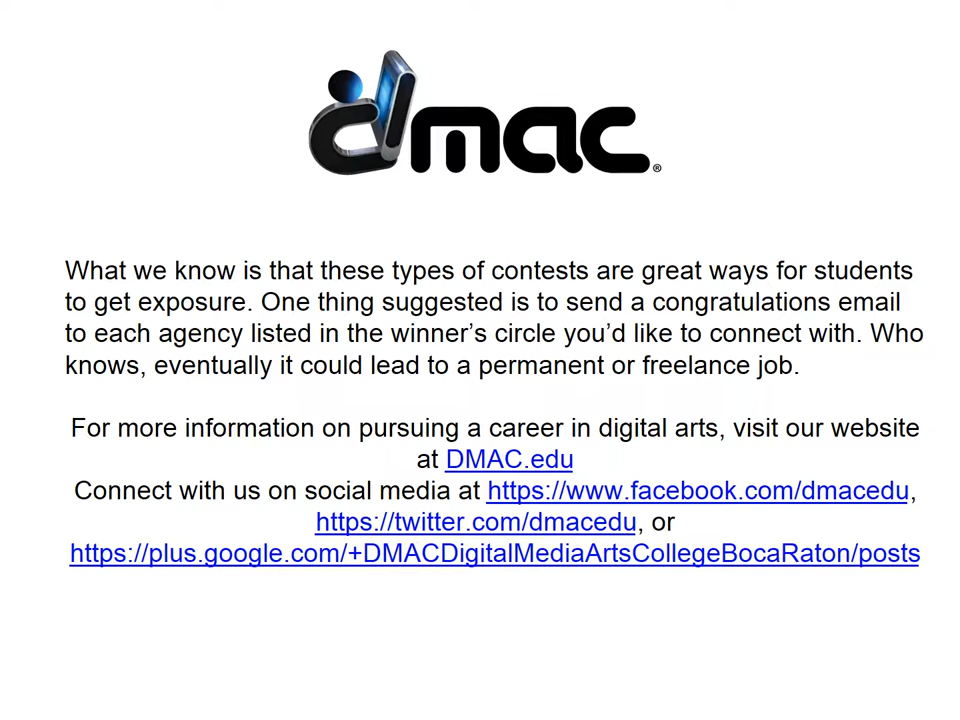 dmac®
What we know is that these types of contests are great ways for students
to get exposure. One thing suggested is to send a congratulations email
to each agency listed in the winner’s circle you’d like to connect with. Who
knows, eventually it could lead to a permanent or freelance job.
For more information on pursuing a career in digital arts, visit our website
at DMAC.edu
Connect with us on social media at https://www.facebook.com/dmacedu,
https://twitter.com/dmacedu, or
https://plus.google.com/+DMACDigitalMediaArtsCollegeBocaRaton/posts